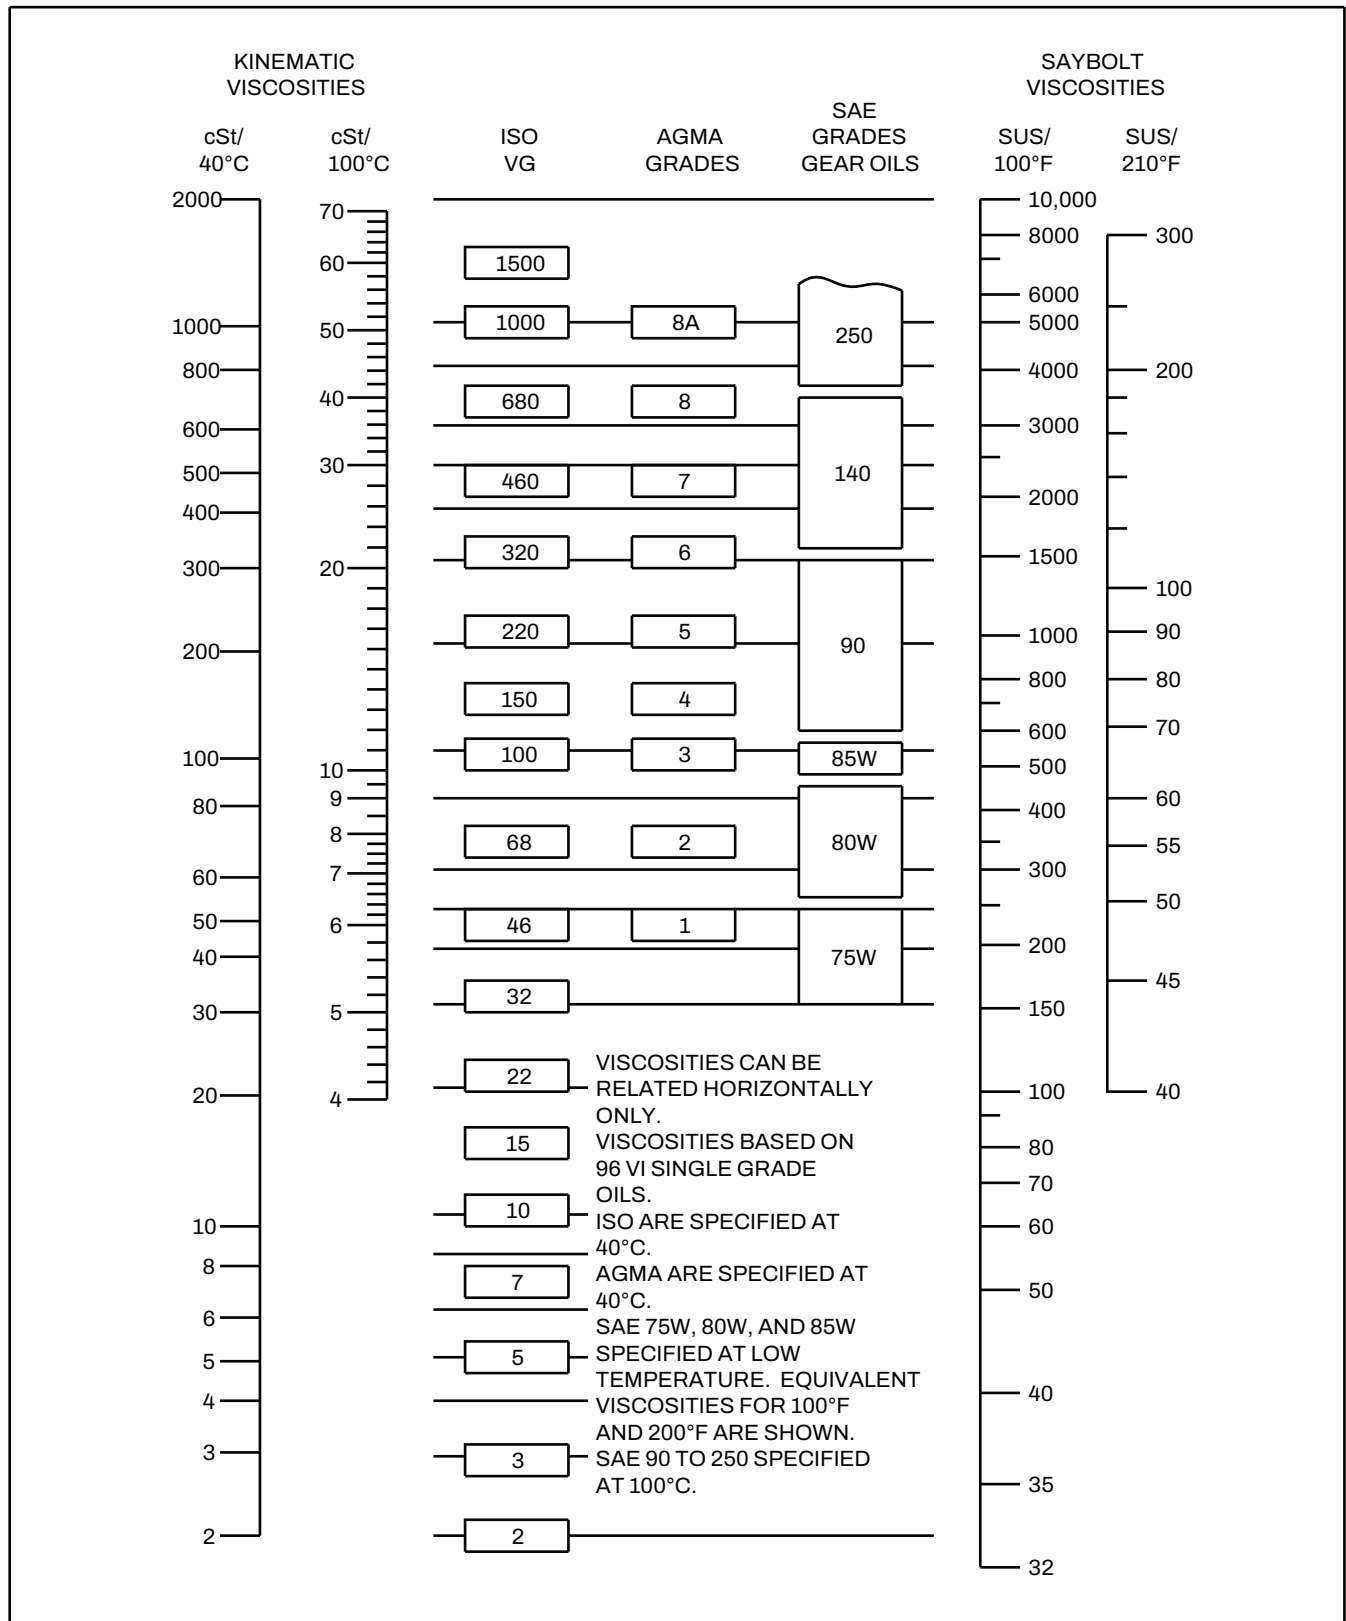 KINEMATIC
VISCOSITIES
SAYBOLT
VISCOSITIES
cSt/
40°C
cSt/
100°C
ISO
VG
AGMA
GRADES
SAE
GRADES
GEAR OILS
SUS/
100°F
SUS/
210°F
2000
1000
800
600
500
400
300
200
100
80
60
50
40
30
20
10
8
6
5
4
3
2
70
60
50
40
30
20
10
9
8
7
6
5
4
1500
1000
680
460
320
220
150
100
68
46
32
22
15
10
7
5
3
2
8A
8
7
6
5
4
3
2
1
250
140
90
85W
80W
75W
VISCOSITIES CAN BE
RELATED HORIZONTALLY
ONLY.
VISCOSITIES BASED ON
96 VI SINGLE GRADE
OILS.
ISO ARE SPECIFIED AT
40°C.
AGMA ARE SPECIFIED AT
40°C.
SAE 75W, 80W, AND 85W
SPECIFIED AT LOW
TEMPERATURE. EQUIVALENT
VISCOSITIES FOR 100°F
AND 200°F ARE SHOWN.
SAE 90 TO 250 SPECIFIED
AT 100°C.
10,000
8000
6000
5000
4000
3000
2000
1500
1000
800
600
500
400
300
200
150
100
80
70
60
50
40
35
32
300
200
100
90
80
70
60
55
50
45
40